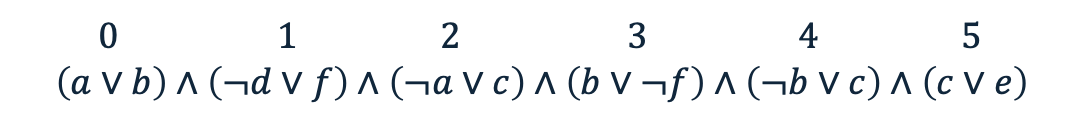 0 1 2 3 4 5
(a ∨ b) ∧ (¬d ∨ f) ∧ (¬a ∨ c) ∧ (b ∨ ¬f) ∧ (¬b ∨ c) ∧ (c ∨ e)